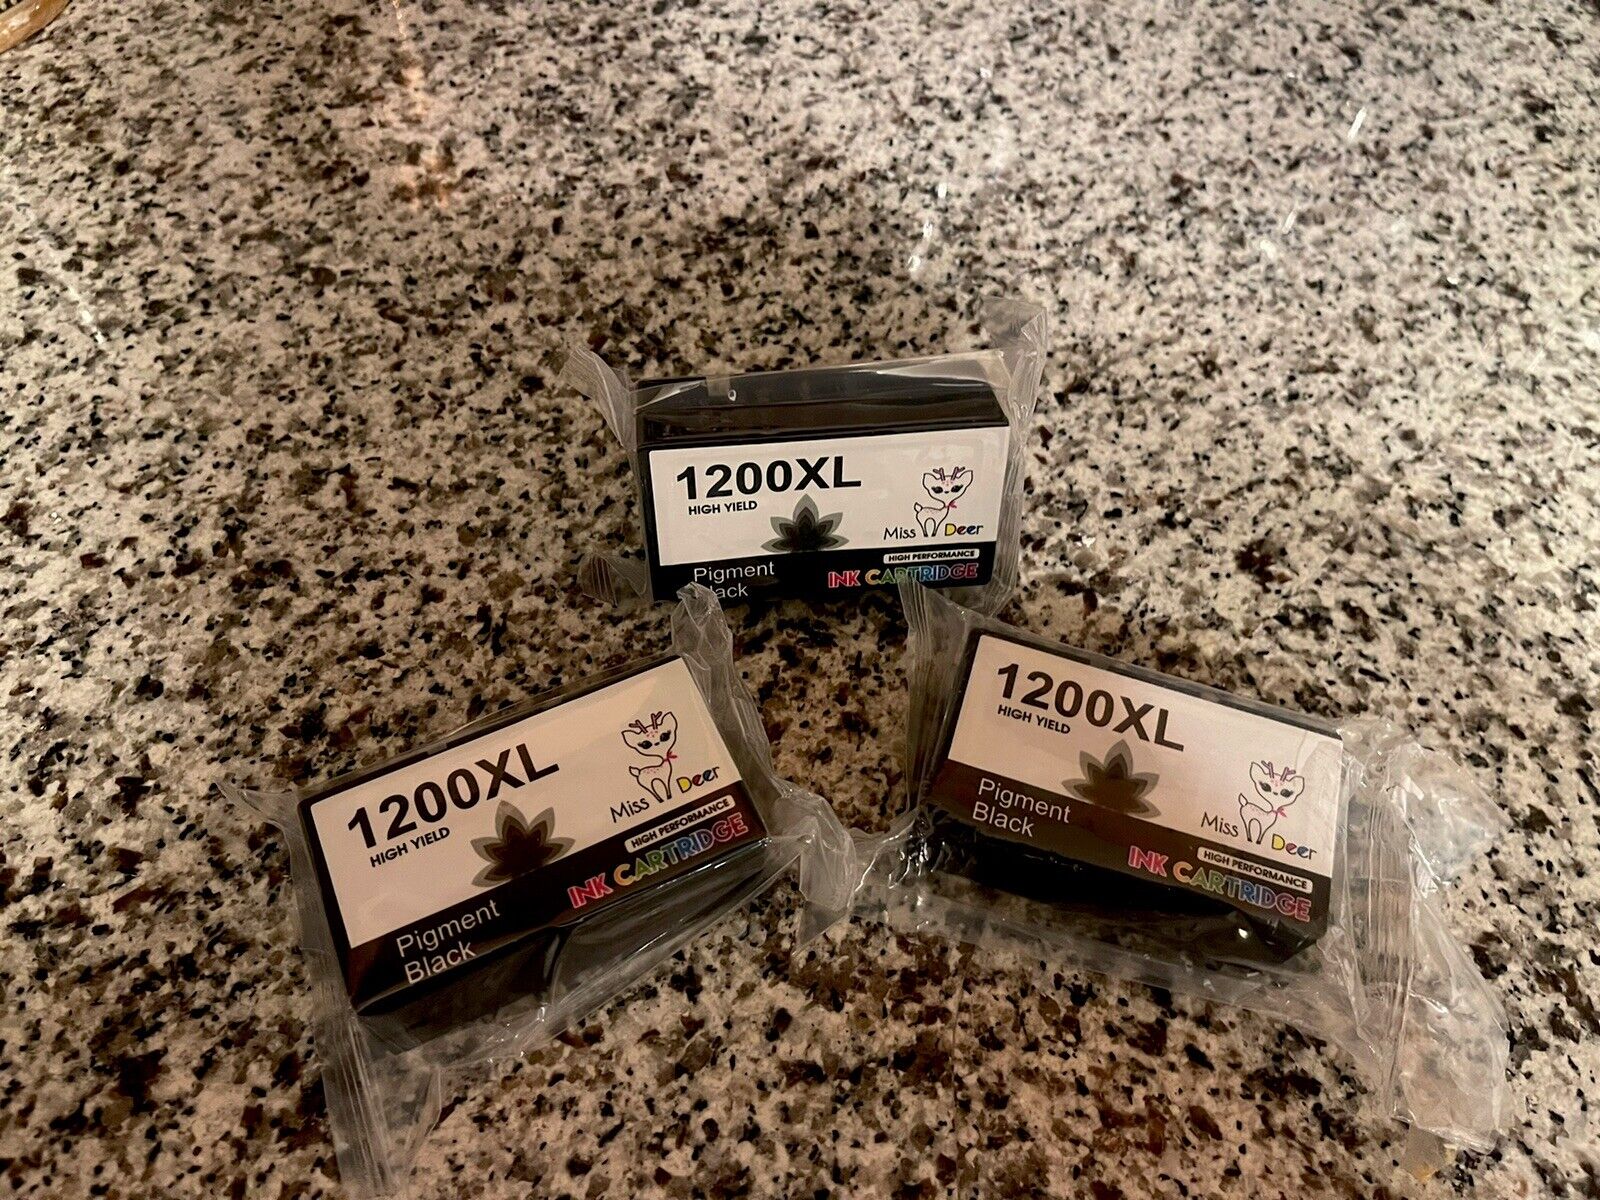 1200XL
HIGH YIELD
Miss Deer
HIGH PERFORMANCE
INK CARTRIDGE
Pigment
lack
1200XL
HIGH YIELD
Miss Deer
HIGH PERFORMANCE
INK CARTRIDGE
Pigment
Black
1200XL
HIGH YIELD
Miss Deer
Pigment
Black
HIGH PERFORMANCE
INK CARTRIDGE